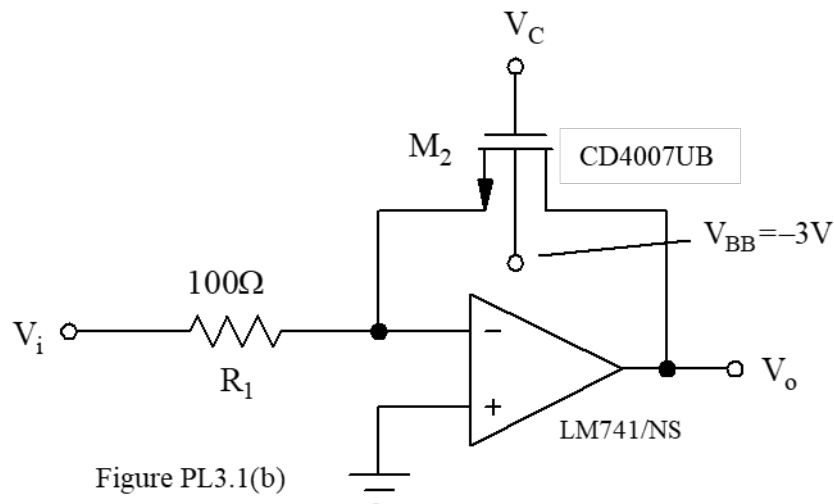 V_C
M_2
CD4007UB
V_BB=–3V
100Ω
V_i
R_1
−
+
V_o
LM741/NS
Figure PL3.1(b)